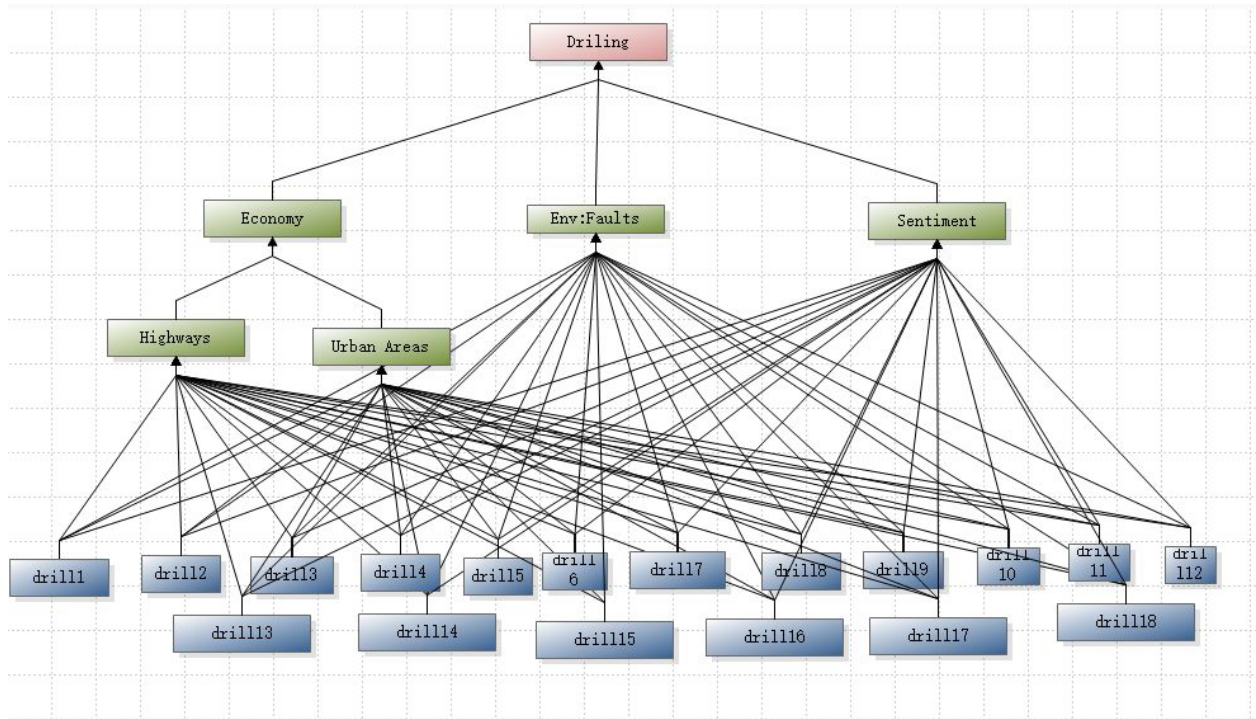 Driling
Economy
Env:Faults
Sentiment
Highways
Urban Areas
drill1
drill2
drill3
drill4
drill5
drill
6
drill7
drill8
drill9
drill
10
drill
11
dril
l12
drill13
drill14
drill15
drill16
drill17
drill18